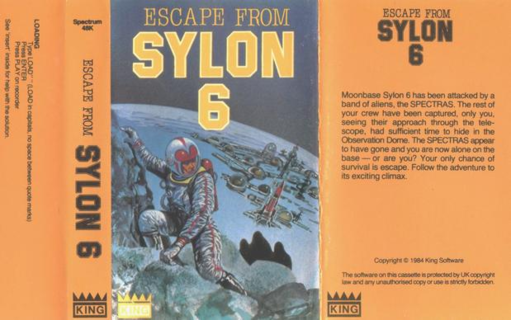 LOADING
Type LOAD"" (LOAD in capitals, no space between quote marks)
Press ENTER
Press PLAY on recorder
See 'insert' inside for help with the solution.
Spectrum
48K
ESCAPE FROM
SYLON 6
KING
ESCAPE FROM
SYLON
6
KING
ESCAPE FROM
SYLON
6
Moonbase Sylon 6 has been attacked by a
band of aliens, the SPECTRAS. The rest of
your crew have been captured, only you,
seeing their approach through the tele-
scope, had sufficient time to hide in the
Observation Dome. The SPECTRAS appear
to have gone and you are now alone on the
base — or are you? Your only chance of
survival is escape. Follow the adventure to
its exciting climax.
Copyright © 1984 King Software
The software on this cassette is protected by UK copyright
law and any unauthorised copy or use is strictly forbidden.
KING